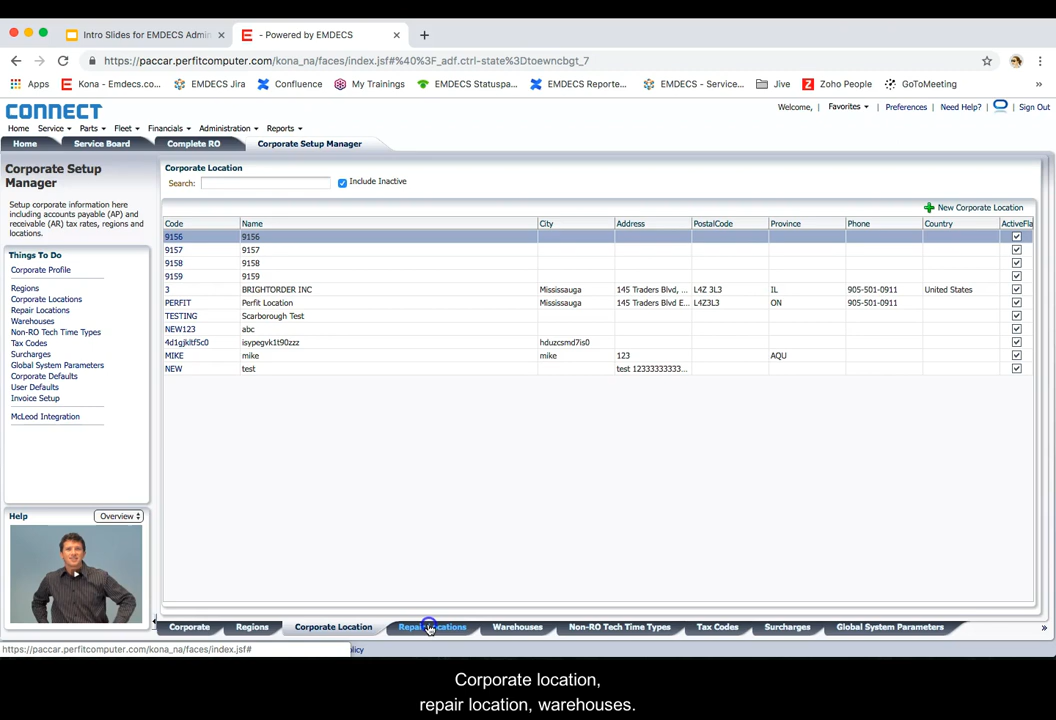 Intro Slides for EMDECS Admin
- Powered by EMDECS
https://paccar.perfitcomputer.com/kona_na/faces/index.jsf#%40%3F_adf.ctrl-state%3Dtoewncbgt_7
Apps Kona - Emdecs.co... EMDECS Jira Confluence My Trainings EMDECS Statuspa... EMDECS Reporte... EMDECS - Service... Jive Zoho People GoToMeeting »
CONNECT
Welcome, Favorites Preferences Need Help? Sign Out
Home Service Parts Fleet Financials Administration Reports
Home Service Board Complete RO Corporate Setup Manager
Corporate Setup Manager
Setup corporate information here
including accounts payable (AP) and
receivable (AR) tax rates, regions and
locations.
Things To Do
Corporate Profile
Regions
Corporate Locations
Repair Locations
Warehouses
Non-RO Tech Time Types
Tax Codes
Surcharges
Global System Parameters
Corporate Defaults
User Defaults
Invoice Setup
McLeod Integration
Help Overview
Corporate Location
Search: Include Inactive
New Corporate Location
Code Name City Address PostalCode Province Phone Country ActiveFla
9156 9156
9157 9157
9158 9158
9159 9159
3 BRIGHTORDER INC Mississauga 145 Traders Blvd, ... L4Z 3L3 IL 905-501-0911 United States
PERFIT Perfit Location Mississauga 145 Traders Blvd E... L4Z3L3 ON 905-501-0911
TESTING Scarborough Test
NEW123 abc
4d1gjkltf5c0 isypegvk1t90zzz hduzcsmd7is0
MIKE mike mike 123 AQU
NEW test test 12333333333...
Corporate Regions Corporate Location Repair Locations Warehouses Non-RO Tech Time Types Tax Codes Surcharges Global System Parameters »
https://paccar.perfitcomputer.com/kona_na/faces/index.jsf#
Corporate location,
repair location, warehouses.